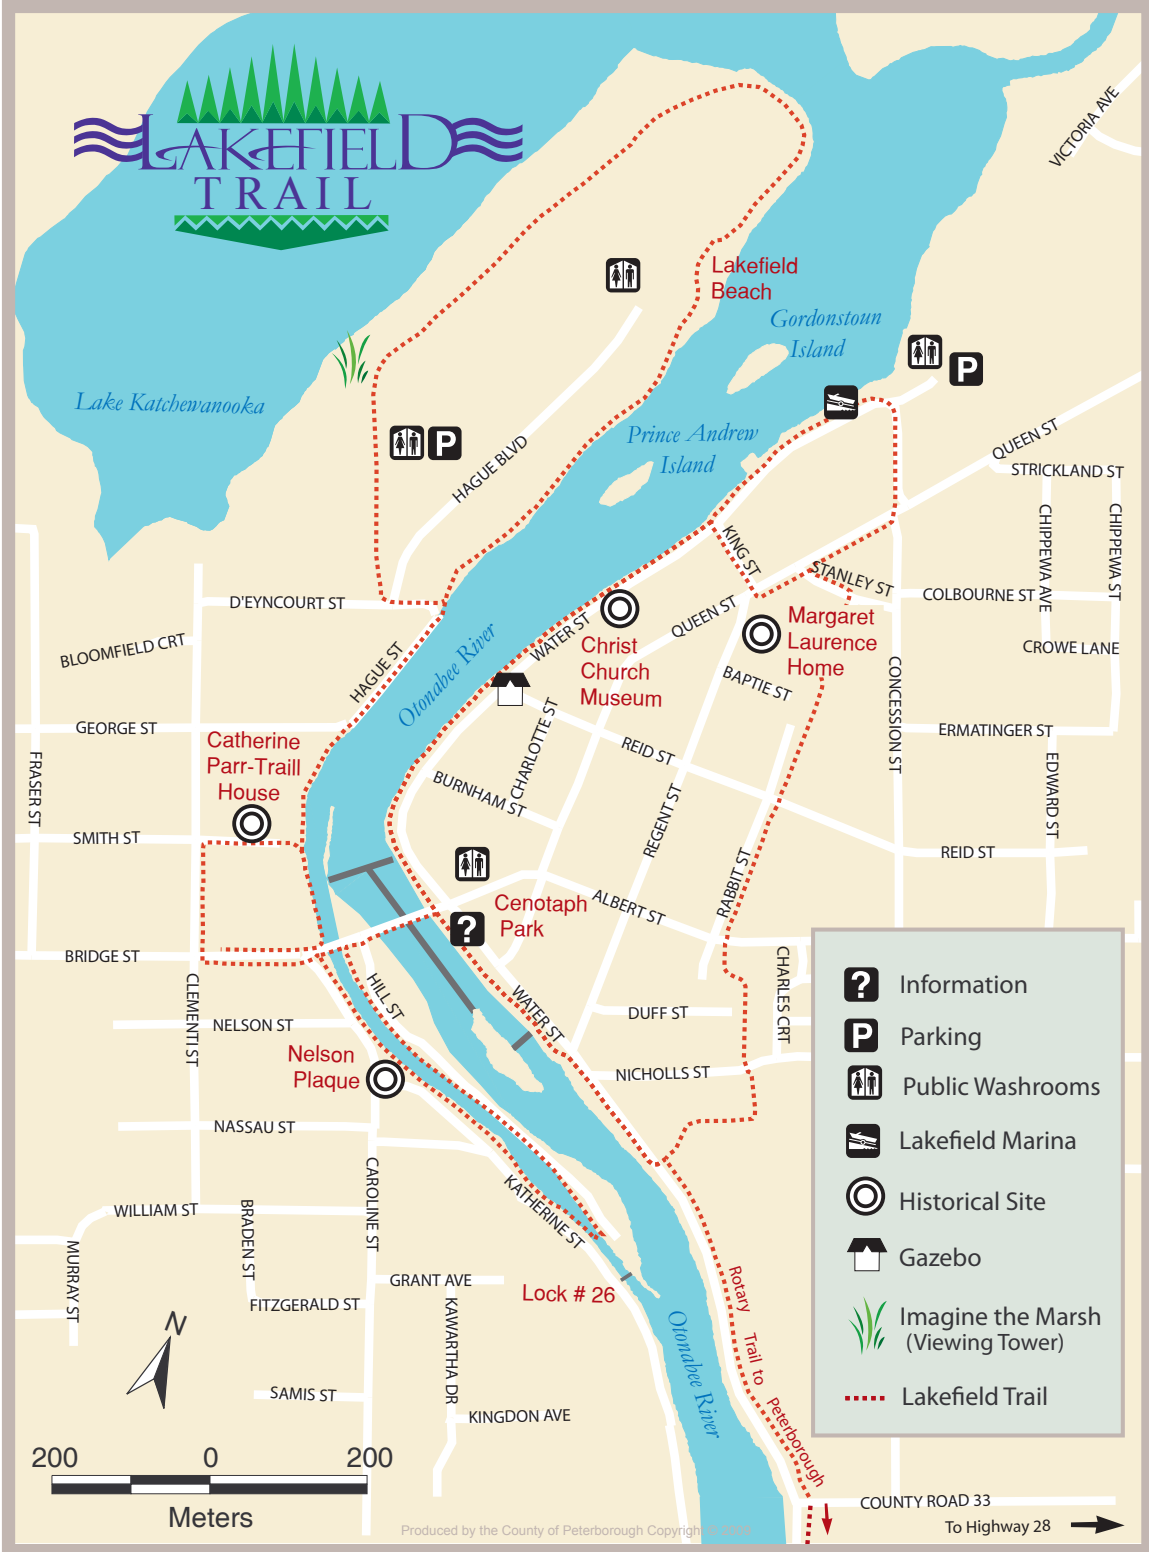 LAKEFIELD
TRAIL
VICTORIA AVE
Lakefield
Beach
Gordonstoun
Island
Lake Katchewanooka
P
Prince Andrew
Island
P
HAGUE BLVD
QUEEN ST
STRICKLAND ST
CHIPPEWA AVE
CHIPPEWA ST
KING ST
STANLEY ST
COLBOURNE ST
D'EYNCOURT ST
BLOOMFIELD CRT
HAGUE ST
Otonabee River
WATER ST
QUEEN ST
Christ
Church
Museum
Margaret
Laurence
Home
CROWE LANE
BAPTIE ST
CONCESSION ST
GEORGE ST
Catherine
Parr-Traill
House
FRASER ST
CHARLOTTE ST
REID ST
ERMATINGER ST
EDWARD ST
BURNHAM ST
REGENT ST
SMITH ST
REID ST
RABBIT ST
ALBERT ST
Cenotaph
Park
?
BRIDGE ST
CLEMENTI ST
HILL ST
WATER ST
CHARLES CRT
DUFF ST
NELSON ST
Nelson
Plaque
NICHOLLS ST
NASSAU ST
CAROLINE ST
KATHERINE ST
WILLIAM ST
BRADEN ST
MURRAY ST
GRANT AVE
Lock # 26
FITZGERALD ST
KAWARTHA DR
Otonabee River
Rotary Trail to Peterborough
N
SAMIS ST
KINGDON AVE
? Information
P Parking
Public Washrooms
Lakefield Marina
Historical Site
Gazebo
Imagine the Marsh
(Viewing Tower)
Lakefield Trail
200 0 200
Meters
COUNTY ROAD 33
To Highway 28